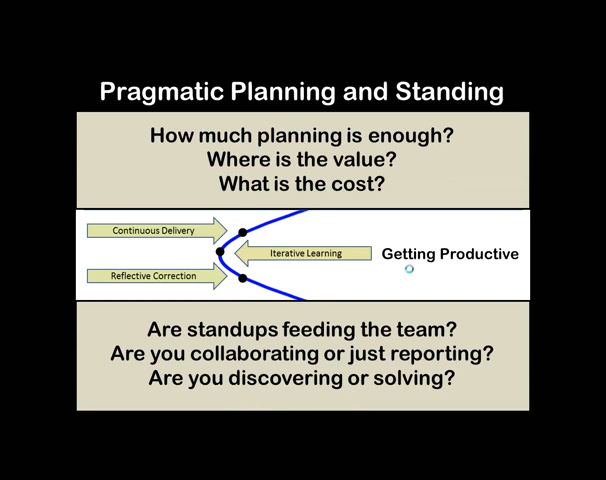 Pragmatic Planning and Standing
How much planning is enough?
Where is the value?
What is the cost?
Continuous Delivery
Iterative Learning
Getting Productive
Reflective Correction
Are standups feeding the team?
Are you collaborating or just reporting?
Are you discovering or solving?